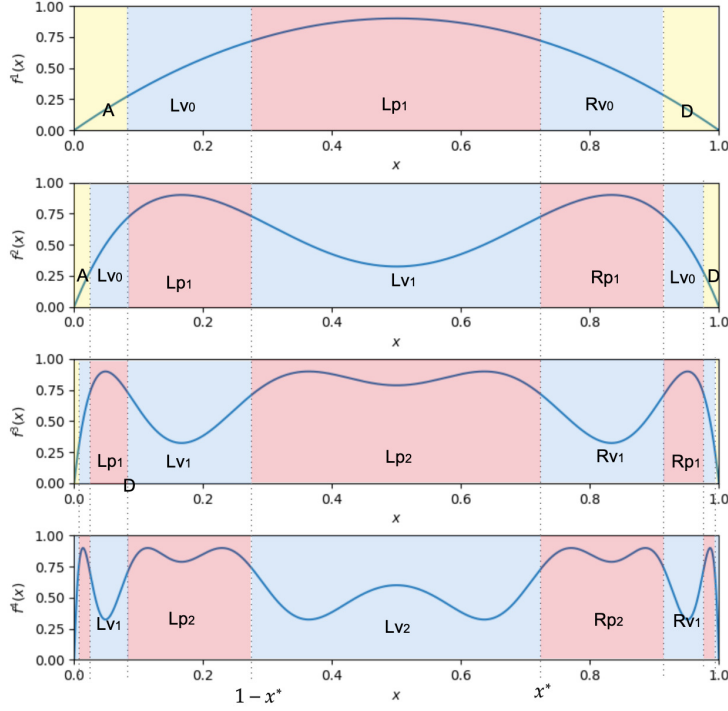 1.00
0.75
0.50
0.25
0.00
f¹(x)
A Lv₀ Lp₁ Rv₀ D
0.0 0.2 0.4 0.6 0.8 1.0
x
1.00
0.75
0.50
0.25
0.00
f²(x)
A Lv₀ Lp₁ Lv₁ Rp₁ Lv₀ D
0.0 0.2 0.4 0.6 0.8 1.0
x
1.00
0.75
0.50
0.25
0.00
f³(x)
Lp₁ Lv₁ Lp₂ Rv₁ Rp₁
D
0.0 0.2 0.4 0.6 0.8 1.0
x
1.00
0.75
0.50
0.25
0.00
f⁴(x)
Lv₁ Lp₂ Lv₂ Rp₂ Rv₁
0.0 0.2 0.4 0.6 0.8 1.0
1 − x* x x*